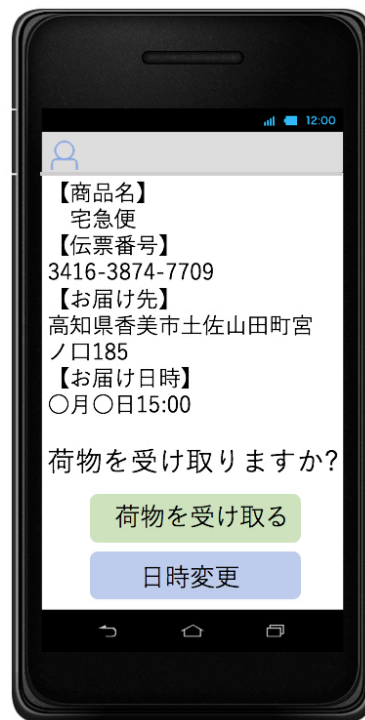 12:00
【商品名】
宅急便
【伝票番号】
3416-3874-7709
【お届け先】
高知県香美市土佐山田町宮
ノ口185
【お届け日時】
〇月〇日15:00
荷物を受け取りますか?
荷物を受け取る
日時変更